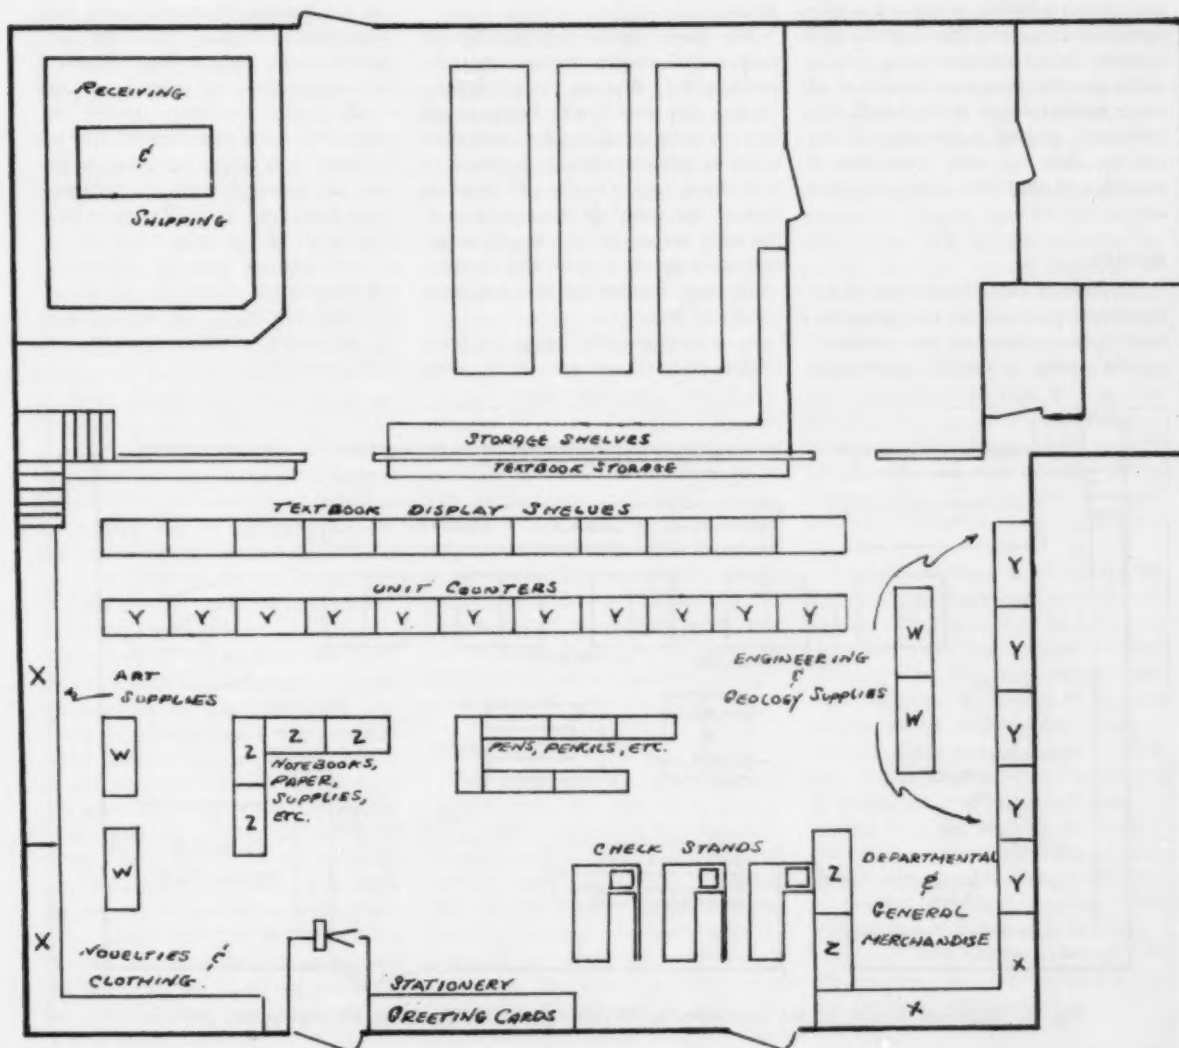 RECEIVING
&
SHIPPING
STORAGE SHELVES
TEXTBOOK STORAGE
TEXTBOOK DISPLAY SHELVES
UNIT COUNTERS
Y Y Y Y Y Y Y Y Y Y Y
Y
W
Y
ENGINEERING
&
GEOLOGY SUPPLIES
W
Y
Y
X
ART
SUPPLIES
W
Z Z Z
NOTEBOOKS,
PAPER,
SUPPLIES,
ETC.
Z
PENS, PENCILS, ETC.
W
CHECK STANDS
Z
DEPARTMENTAL
&
GENERAL
MERCHANDISE
Y
Z
X
X
X
NOVELTIES &
CLOTHING
STATIONERY
GREETING CARDS